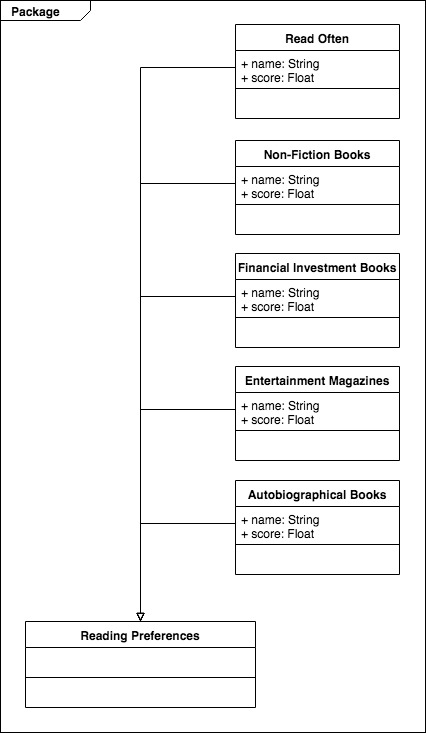 Package
Read Often
+ name: String
+ score: Float
Non-Fiction Books
+ name: String
+ score: Float
Financial Investment Books
+ name: String
+ score: Float
Entertainment Magazines
+ name: String
+ score: Float
Autobiographical Books
+ name: String
+ score: Float
Reading Preferences